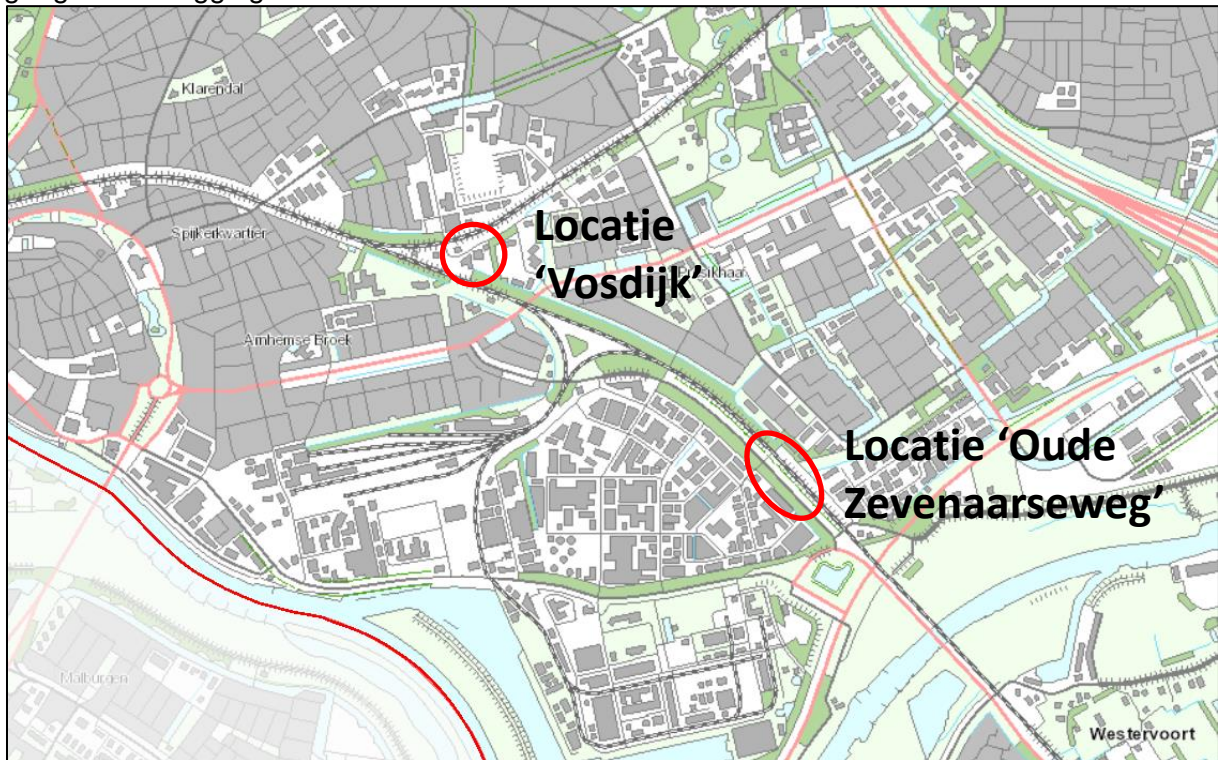 Klarendal
Spijkerkwartier
Locatie
‘Vosdijk’
Arnhemse Broek
Locatie ‘Oude
Zevenaarseweg’
Malburgen
Westervoort